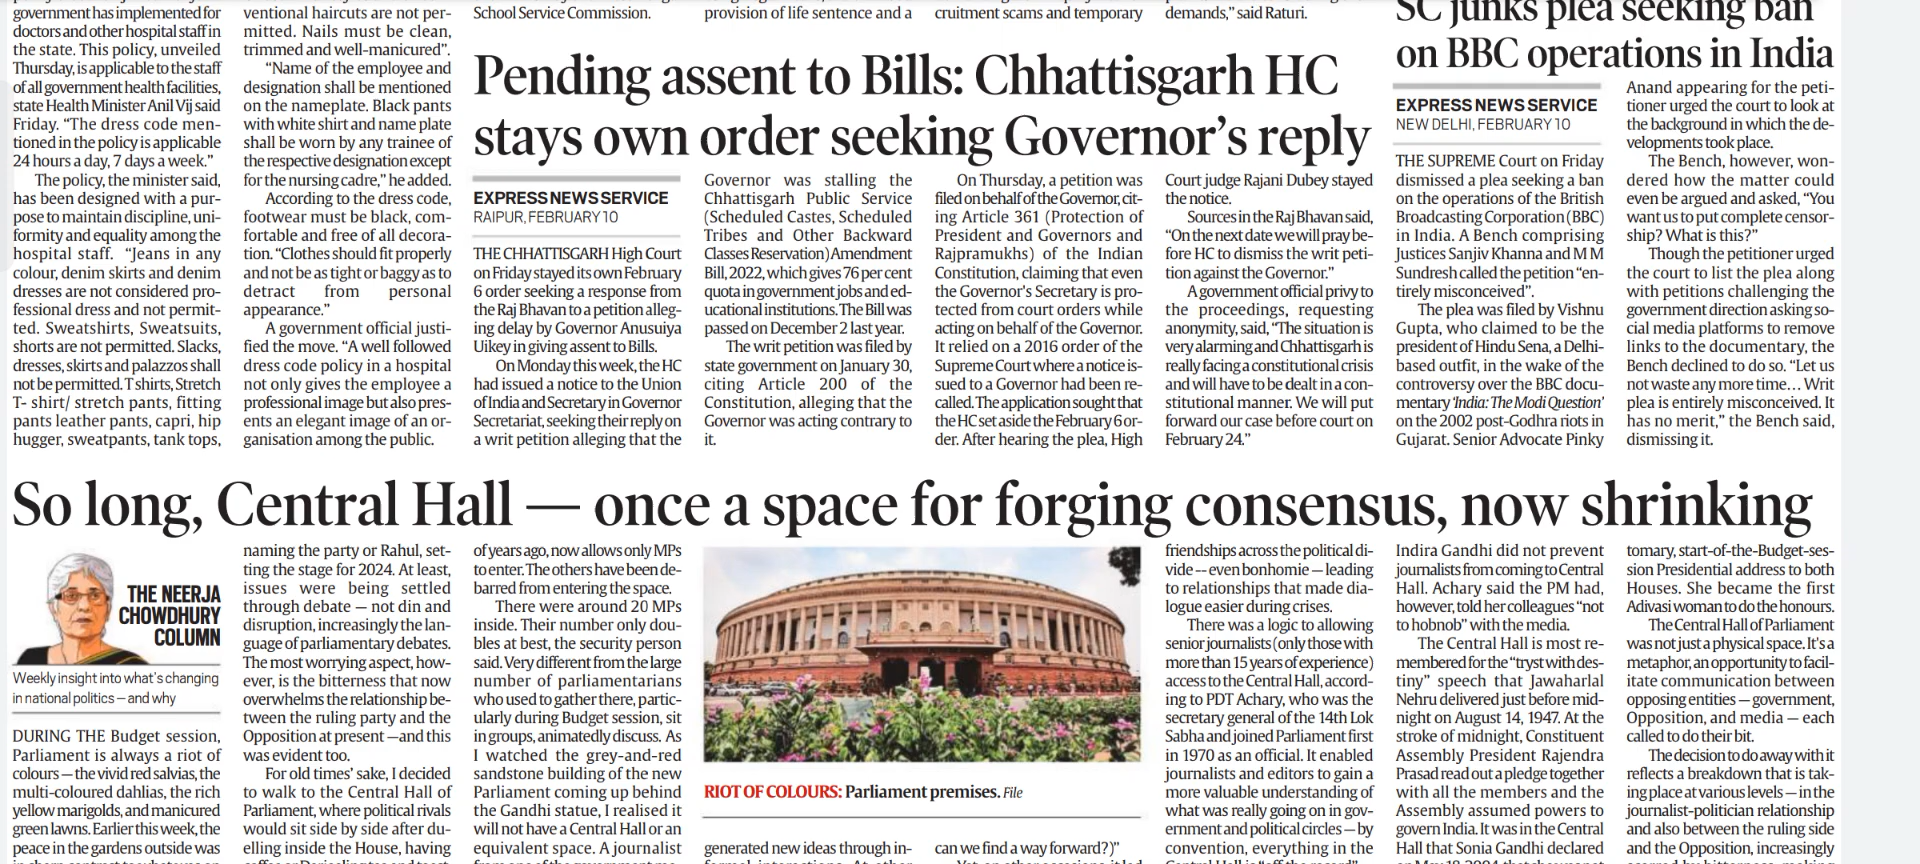 government has implemented for
doctors and other hospital staff in
the state. This policy, unveiled
Thursday, is applicable to the staff
of all government health facilities,
state Health Minister Anil Vij said
Friday. “The dress code men-
tioned in the policy is applicable
24 hours a day, 7 days a week.”
The policy, the minister said,
has been designed with a pur-
pose to maintain discipline, uni-
formity and equality among the
hospital staff. “Jeans in any
colour, denim skirts and denim
dresses are not considered pro-
fessional dress and not permit-
ted. Sweatshirts, Sweatsuits,
shorts are not permitted. Slacks,
dresses, skirts and palazzos shall
not be permitted. T shirts, Stretch
T- shirt/ stretch pants, fitting
pants leather pants, capri, hip
hugger, sweatpants, tank tops,
ventional haircuts are not per-
mitted. Nails must be clean,
trimmed and well-manicured”.
“Name of the employee and
designation shall be mentioned
on the nameplate. Black pants
with white shirt and name plate
shall be worn by any trainee of
the respective designation except
for the nursing cadre,” he added.
According to the dress code,
footwear must be black, com-
fortable and free of all decora-
tion. “Clothes should fit properly
and not be as tight or baggy as to
detract from personal
appearance.”
A government official justi-
fied the move. “A well followed
dress code policy in a hospital
not only gives the employee a
professional image but also pres-
ents an elegant image of an or-
ganisation among the public.
School Service Commission.
provision of life sentence and a
cruitment scams and temporary
demands,” said Raturi.
Pending assent to Bills: Chhattisgarh HC
stays own order seeking Governor’s reply
EXPRESS NEWS SERVICE
RAIPUR, FEBRUARY 10
THE CHHATTISGARH High Court
on Friday stayed its own February
6 order seeking a response from
the Raj Bhavan to a petition alleg-
ing delay by Governor Anusuiya
Uikey in giving assent to Bills.
On Monday this week, the HC
had issued a notice to the Union
of India and Secretary in Governor
Secretariat, seeking their reply on
a writ petition alleging that the
Governor was stalling the
Chhattisgarh Public Service
(Scheduled Castes, Scheduled
Tribes and Other Backward
Classes Reservation) Amendment
Bill, 2022, which gives 76 per cent
quota in government jobs and ed-
ucational institutions. The Bill was
passed on December 2 last year.
The writ petition was filed by
state government on January 30,
citing Article 200 of the
Constitution, alleging that the
Governor was acting contrary to
it.
On Thursday, a petition was
filed on behalf of the Governor, cit-
ing Article 361 (Protection of
President and Governors and
Rajpramukhs) of the Indian
Constitution, claiming that even
the Governor's Secretary is pro-
tected from court orders while
acting on behalf of the Governor.
It relied on a 2016 order of the
Supreme Court where a notice is-
sued to a Governor had been re-
called. The application sought that
the HC set aside the February 6 or-
der. After hearing the plea, High
Court judge Rajani Dubey stayed
the notice.
Sources in the Raj Bhavan said,
“On the next date we will pray be-
fore HC to dismiss the writ peti-
tion against the Governor.”
A government official privy to
the proceedings, requesting
anonymity, said, “The situation is
very alarming and Chhattisgarh is
really facing a constitutional crisis
and will have to be dealt in a con-
stitutional manner. We will put
forward our case before court on
February 24.”
SC junks plea seeking ban
on BBC operations in India
EXPRESS NEWS SERVICE
NEW DELHI, FEBRUARY 10
THE SUPREME Court on Friday
dismissed a plea seeking a ban
on the operations of the British
Broadcasting Corporation (BBC)
in India. A Bench comprising
Justices Sanjiv Khanna and M M
Sundresh called the petition “en-
tirely misconceived”.
The plea was filed by Vishnu
Gupta, who claimed to be the
president of Hindu Sena, a Delhi-
based outfit, in the wake of the
controversy over the BBC docu-
mentary ‘India: The Modi Question’
on the 2002 post-Godhra riots in
Gujarat. Senior Advocate Pinky
Anand appearing for the peti-
tioner urged the court to look at
the background in which the de-
velopments took place.
The Bench, however, won-
dered how the matter could
even be argued and asked, “You
want us to put complete censor-
ship? What is this?”
Though the petitioner urged
the court to list the plea along
with petitions challenging the
government direction asking so-
cial media platforms to remove
links to the documentary, the
Bench declined to do so. “Let us
not waste any more time… Writ
plea is entirely misconceived. It
has no merit,” the Bench said,
dismissing it.
So long, Central Hall — once a space for forging consensus, now shrinking
THE NEERJA
CHOWDHURY
COLUMN
Weekly insight into what's changing
in national politics – and why
DURING THE Budget session,
Parliament is always a riot of
colours — the vivid red salvias, the
multi-coloured dahlias, the rich
yellow marigolds, and manicured
green lawns. Earlier this week, the
peace in the gardens outside was
naming the party or Rahul, set-
ting the stage for 2024. At least,
issues were being settled
through debate — not din and
disruption, increasingly the lan-
guage of parliamentary debates.
The most worrying aspect, how-
ever, is the bitterness that now
overwhelms the relationship be-
tween the ruling party and the
Opposition at present —and this
was evident too.
For old times’ sake, I decided
to walk to the Central Hall of
Parliament, where political rivals
would sit side by side after du-
elling inside the House, having
of years ago, now allows only MPs
to enter. The others have been de-
barred from entering the space.
There were around 20 MPs
inside. Their number only dou-
bles at best, the security person
said. Very different from the large
number of parliamentarians
who used to gather there, partic-
ularly during Budget session, sit
in groups, animatedly discuss. As
I watched the grey-and-red
sandstone building of the new
Parliament coming up behind
the Gandhi statue, I realised it
will not have a Central Hall or an
equivalent space. A journalist
RIOT OF COLOURS: Parliament premises. File
generated new ideas through in-
can we find a way forward?)”
friendships across the political di-
vide -- even bonhomie — leading
to relationships that made dia-
logue easier during crises.
There was a logic to allowing
senior journalists (only those with
more than 15 years of experience)
access to the Central Hall, accord-
ing to PDT Achary, who was the
secretary general of the 14th Lok
Sabha and joined Parliament first
in 1970 as an official. It enabled
journalists and editors to gain a
more valuable understanding of
what was really going on in gov-
ernment and political circles — by
convention, everything in the
Indira Gandhi did not prevent
journalists from coming to Central
Hall. Achary said the PM had,
however, told her colleagues “not
to hobnob” with the media.
The Central Hall is most re-
membered for the “tryst with des-
tiny” speech that Jawaharlal
Nehru delivered just before mid-
night on August 14, 1947. At the
stroke of midnight, Constituent
Assembly President Rajendra
Prasad read out a pledge together
with all the members and the
Assembly assumed powers to
govern India. It was in the Central
Hall that Sonia Gandhi declared
tomary, start-of-the-Budget-ses-
sion Presidential address to both
Houses. She became the first
Adivasi woman to do the honours.
The Central Hall of Parliament
was not just a physical space. It's a
metaphor, an opportunity to facil-
itate communication between
opposing entities — government,
Opposition, and media — each
called to do their bit.
The decision to do away with it
reflects a breakdown that is tak-
ing place at various levels — in the
journalist-politician relationship
and also between the ruling side
and the Opposition, increasingly